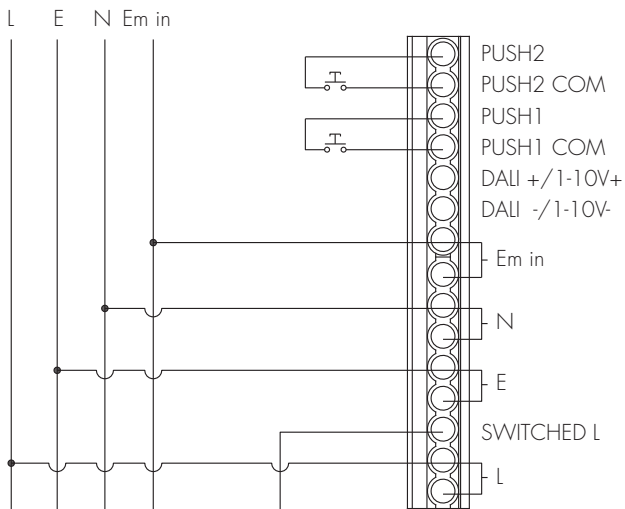 L E N Em in
PUSH2
PUSH2 COM
PUSH1
PUSH1 COM
DALI +/1-10V+
DALI -/1-10V-
Em in
N
E
SWITCHED L
L